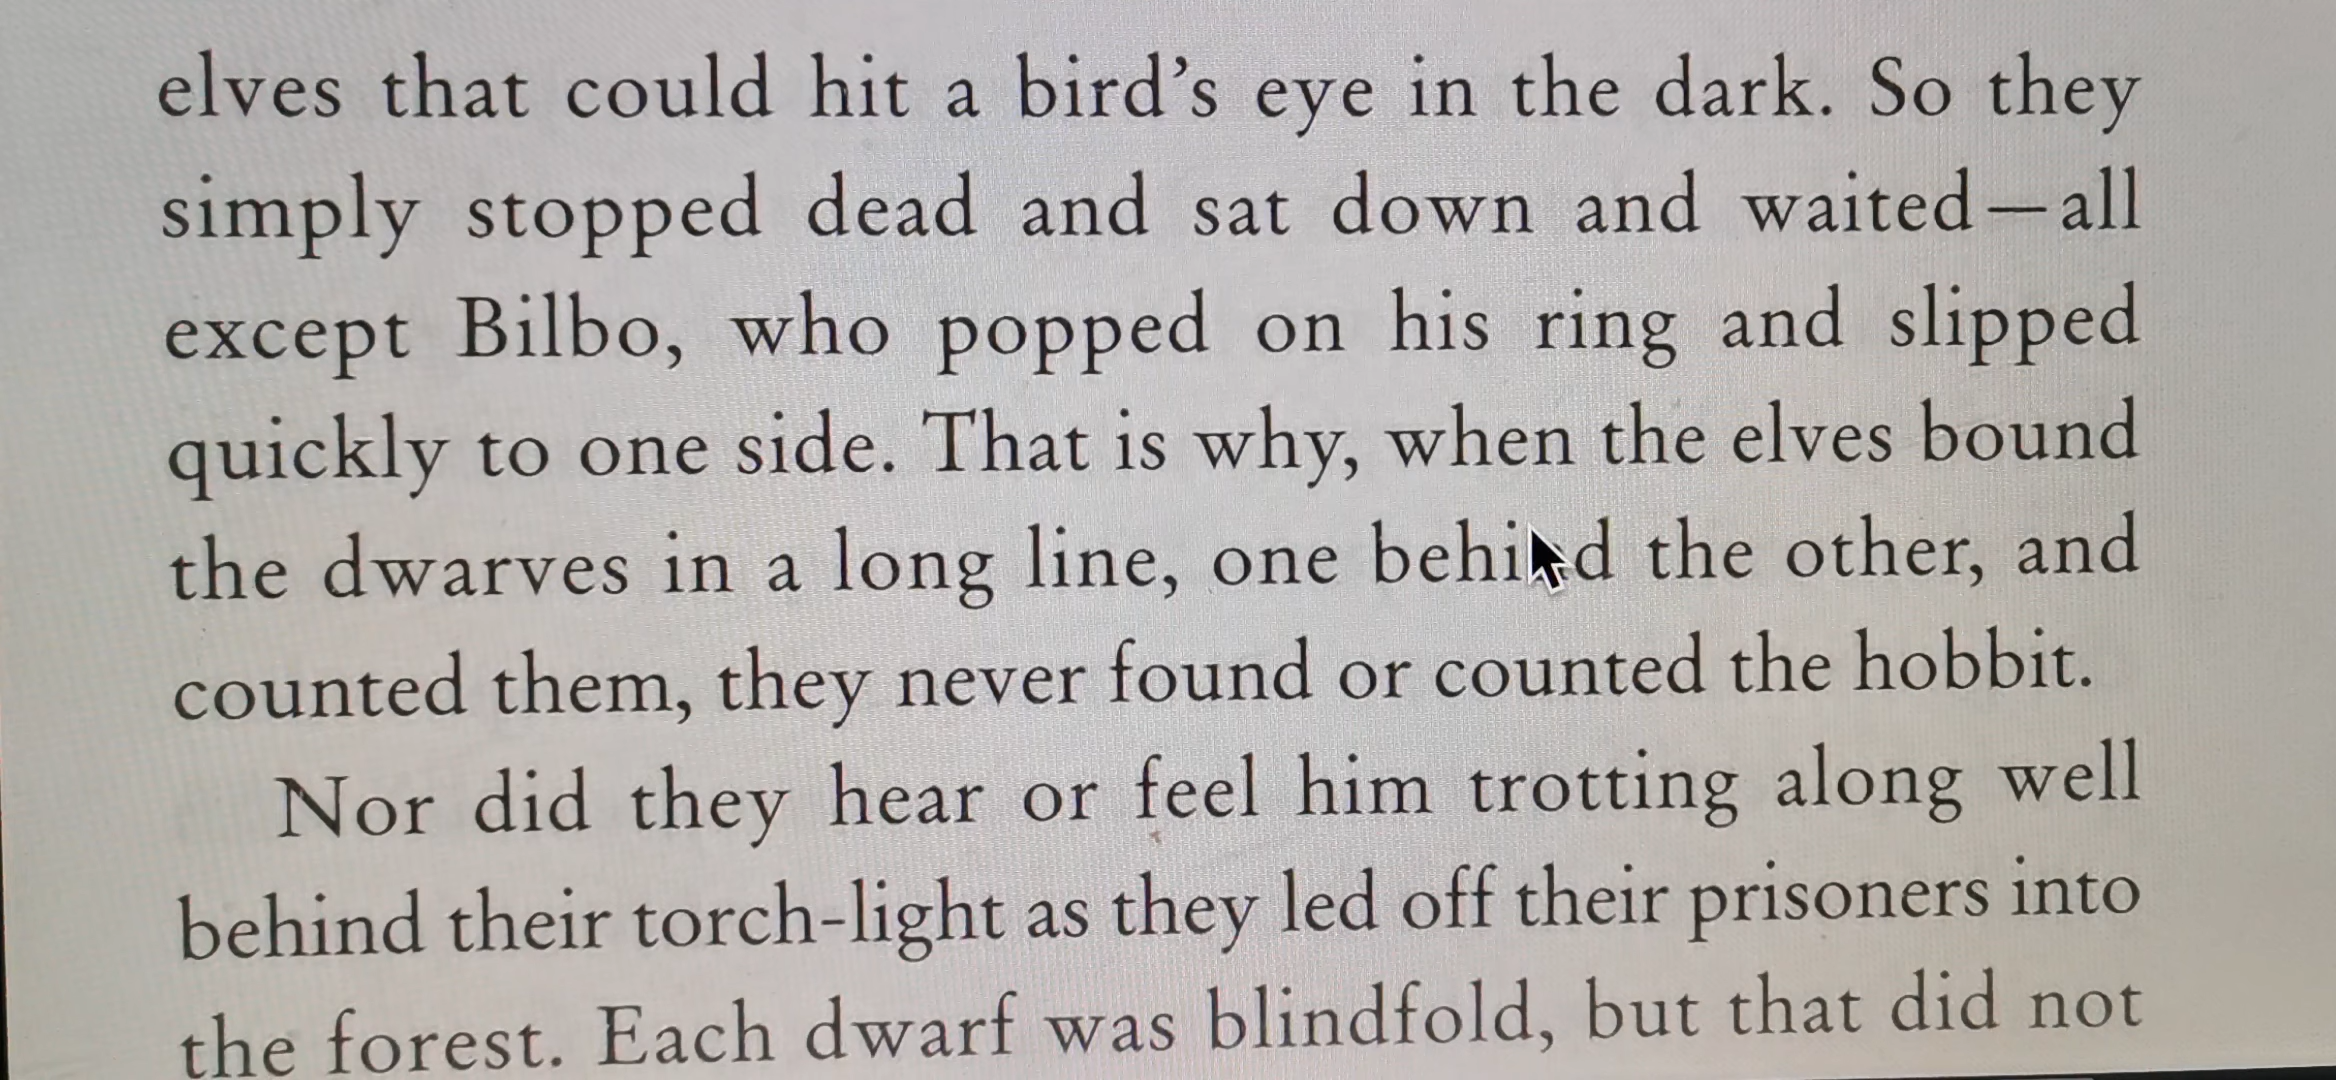 elves that could hit a bird's eye in the dark. So they
simply stopped dead and sat down and waited—all
except Bilbo, who popped on his ring and slipped
quickly to one side. That is why, when the elves bound
the dwarves in a long line, one behind the other, and
counted them, they never found or counted the hobbit.
Nor did they hear or feel him trotting along well
behind their torch-light as they led off their prisoners into
the forest. Each dwarf was blindfold, but that did not